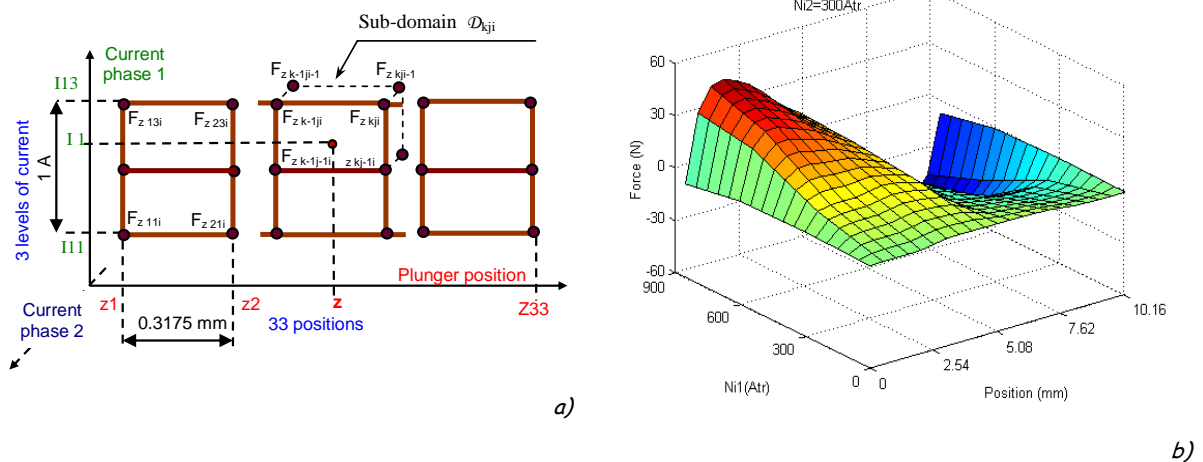 Sub-domain 𝒟kji
Current
phase 1
I13
I 1
I11
3 levels of current
1 A
F z k-1ji-1
F z kji-1
F z 13i
F z 23i
F z k-1ji
F z kji
F z k-1j-1i
z kj-1i
F z 11i
F z 21i
Plunger position
Current
phase 2
z1
z2
z
Z33
0.3175 mm
33 positions
a)
Ni2=300Atr
Force (N)
60
30
0
-30
-60
900
600
300
0
0
2.54
5.08
7.62
10.16
Ni1(Atr)
Position (mm)
b)